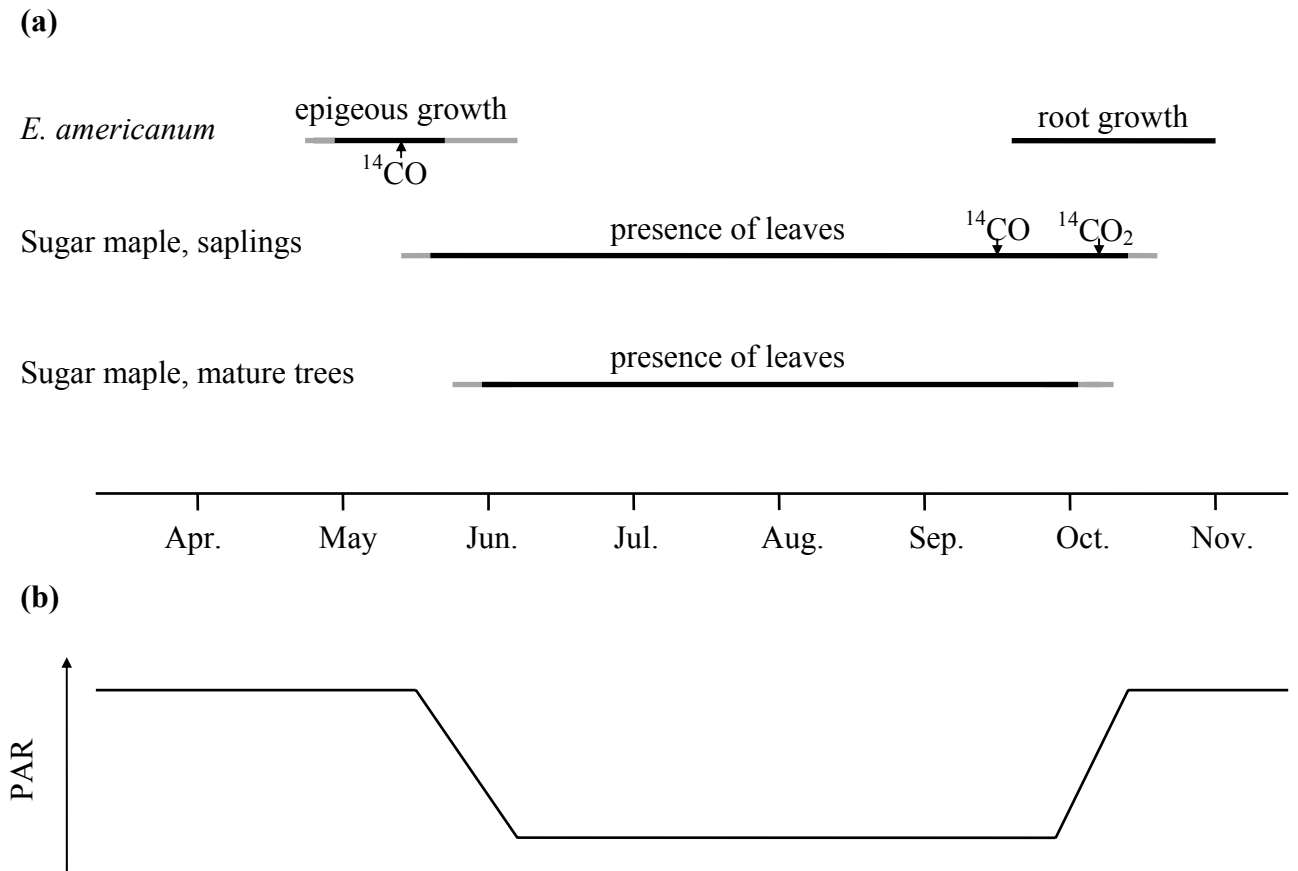 (a)
epigeous growth
E. americanum
root growth
¹⁴CO
Sugar maple, saplings
presence of leaves
¹⁴CO
¹⁴CO₂
Sugar maple, mature trees
presence of leaves
Apr. May Jun. Jul. Aug. Sep. Oct. Nov.
(b)
PAR